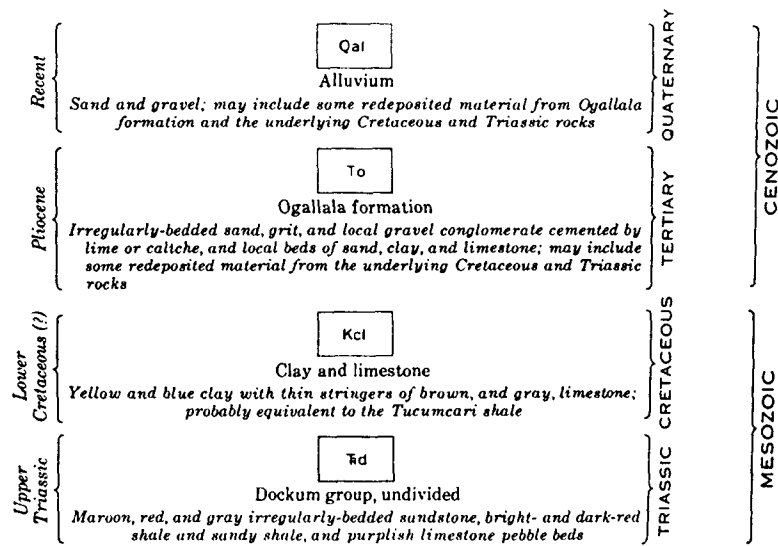 Qal
Alluvium
Recent
Sand and gravel; may include some redeposited material from Ogallala
formation and the underlying Cretaceous and Triassic rocks
QUATERNARY
To
Ogallala formation
Pliocene
Irregularly-bedded sand, grit, and local gravel conglomerate cemented by
lime or caliche, and local beds of sand, clay, and limestone; may include
some redeposited material from the underlying Cretaceous and Triassic
rocks
TERTIARY
CENOZOIC
Kcl
Clay and limestone
Lower
Cretaceous (?)
Yellow and blue clay with thin stringers of brown, and gray, limestone;
probably equivalent to the Tucumcari shale
CRETACEOUS
Ꞃd
Dockum group, undivided
Upper
Triassic
Maroon, red, and gray irregularly-bedded sandstone, bright- and dark-red
shale and sandy shale, and purplish limestone pebble beds
TRIASSIC
MESOZOIC